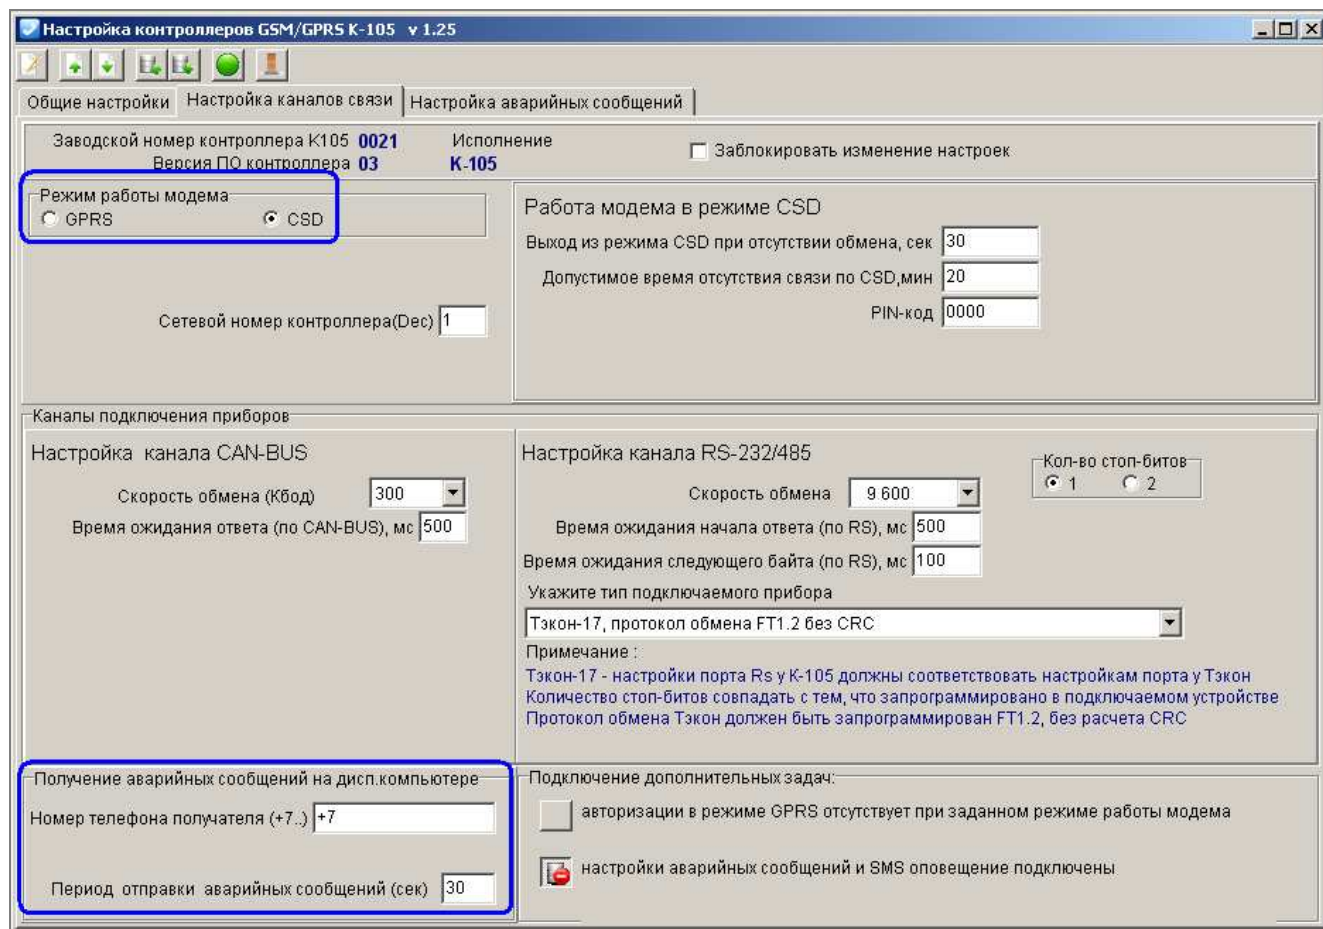 Настройка контроллеров GSM/GPRS K-105 v 1.25
Общие настройки Настройка каналов связи Настройка аварийных сообщений
Заводской номер контроллера К105 0021 Исполнение
Версия ПО контроллера 03 К-105
Заблокировать изменение настроек
Режим работы модема
GPRS CSD
Сетевой номер контроллера(Dec) 1
Работа модема в режиме CSD
Выход из режима CSD при отсутствии обмена, сек 30
Допустимое время отсутствия связи по CSD,мин 20
PIN-код 0000
Каналы подключения приборов
Настройка канала CAN-BUS
Скорость обмена (Кбод) 300
Время ожидания ответа (по CAN-BUS), мс 500
Настройка канала RS-232/485
Кол-во стоп-битов
1 2
Скорость обмена 9 600
Время ожидания начала ответа (по RS), мс 500
Время ожидания следующего байта (по RS), мс 100
Укажите тип подключаемого прибора
Тэкон-17, протокол обмена FT1.2 без CRC
Примечание :
Тэкон-17 - настройки порта Rs у К-105 должны соответствовать настройкам порта у Тэкон
Количество стоп-битов совпадать с тем, что запрограммировано в подключаемом устройстве
Протокол обмена Тэкон должен быть запрограммирован FT1.2, без расчета CRC
Получение аварийных сообщений на дисп.компьютере
Номер телефона получателя (+7..) +7
Период отправки аварийных сообщений (сек) 30
Подключение дополнительных задач:
авторизации в режиме GPRS отсутствует при заданном режиме работы модема
настройки аварийных сообщений и SMS оповещение подключены